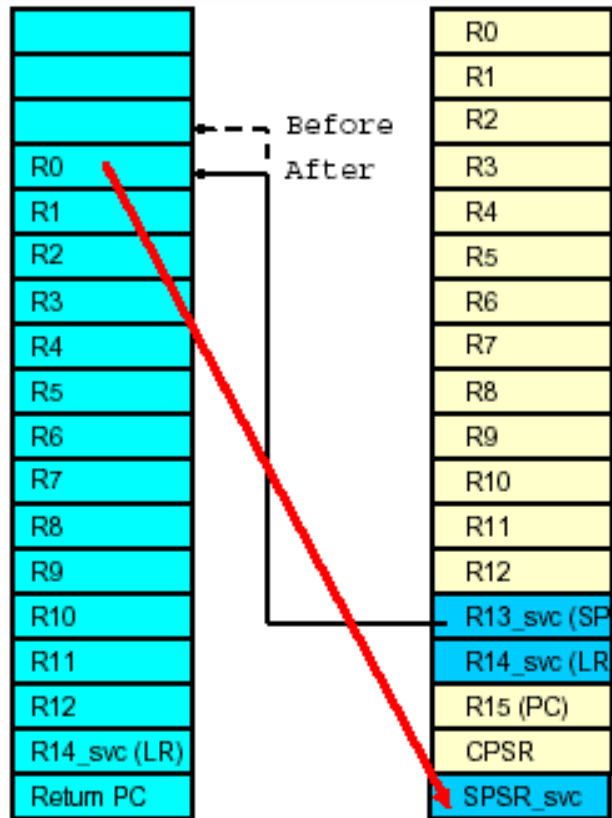 R0
R1
R2
R3
R4
R5
R6
R7
R8
R9
R10
R11
R12
R14_svc (LR)
Return PC
Before
After
R0
R1
R2
R3
R4
R5
R6
R7
R8
R9
R10
R11
R12
R13_svc (SP
R14_svc (LR
R15 (PC)
CPSR
SPSR_svc